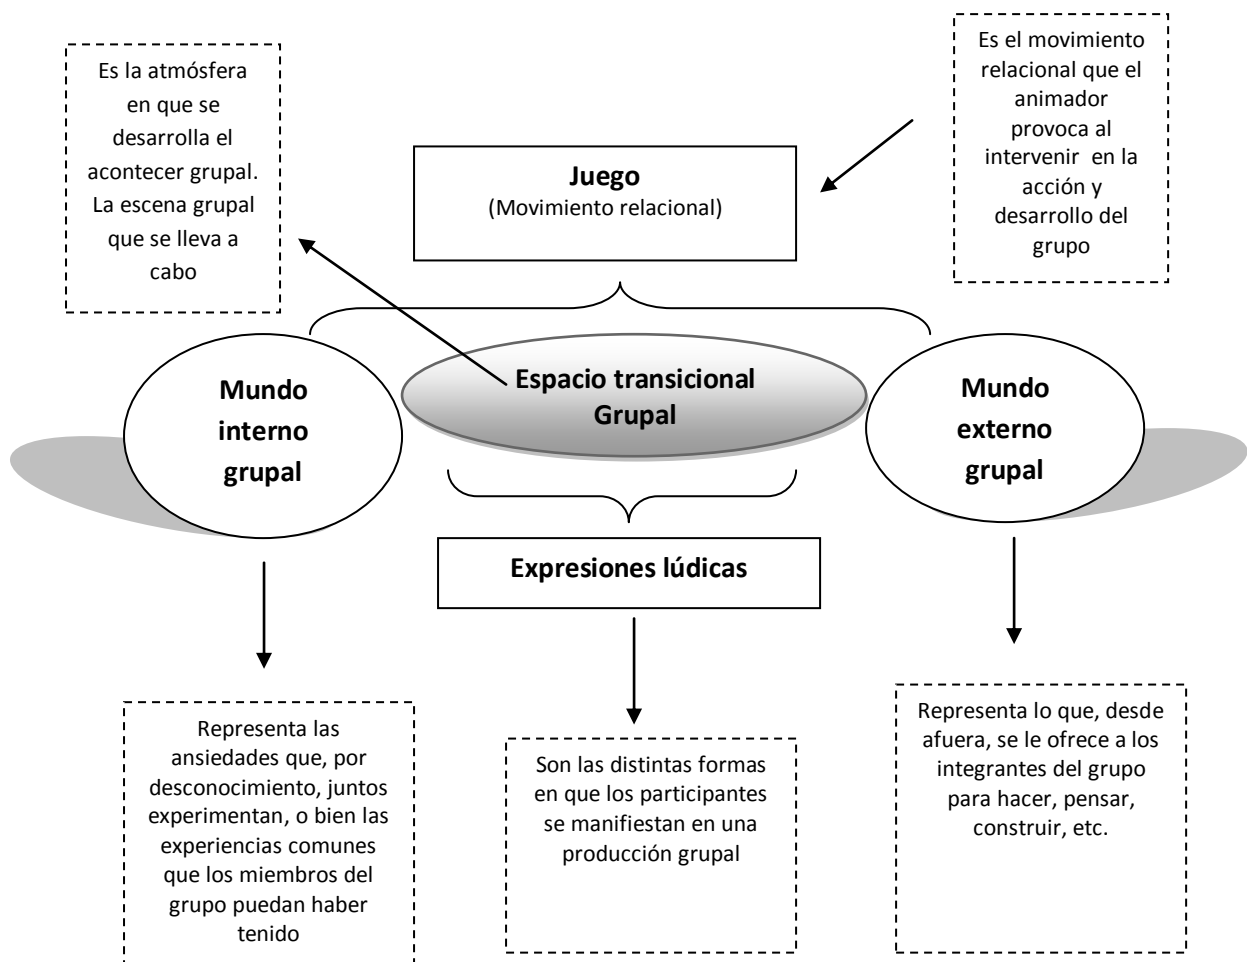 Es la atmósfera
en que se
desarrolla el
acontecer grupal.
La escena grupal
que se lleva a
cabo
Es el movimiento
relacional que el
animador
provoca al
intervenir en la
acción y
desarrollo del
grupo
Juego
(Movimiento relacional)
Mundo
interno
grupal
Espacio transicional
Grupal
Mundo
externo
grupal
Expresiones lúdicas
Representa las
ansiedades que, por
desconocimiento, juntos
experimentan, o bien las
experiencias comunes
que los miembros del
grupo puedan haber
tenido
Son las distintas formas
en que los participantes
se manifiestan en una
producción grupal
Representa lo que, desde
afuera, se le ofrece a los
integrantes del grupo
para hacer, pensar,
construir, etc.